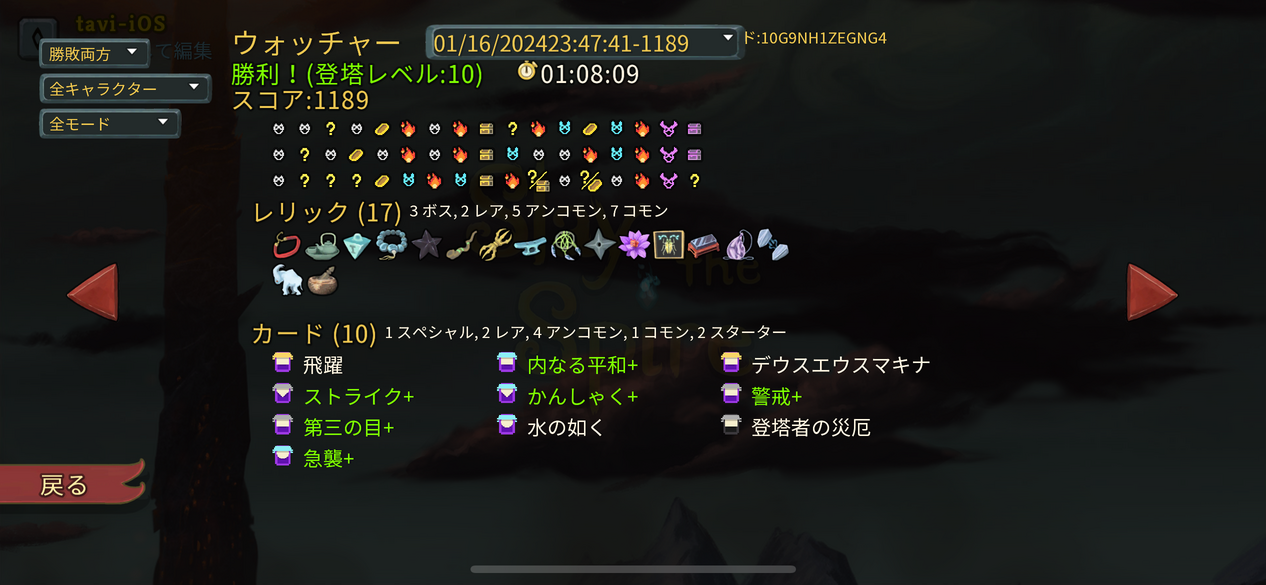 tavi-iOS
勝敗両方
て編集
ウォッチャー
01/16/202423:47:41-1189
ド:10G9NH1ZEGNG4
勝利！(登塔レベル:10)
01:08:09
全キャラクター
スコア:1189
全モード
レリック (17) 3 ボス, 2 レア, 5 アンコモン, 7 コモン
カード (10) 1 スペシャル, 2 レア, 4 アンコモン, 1 コモン, 2 スターター
飛躍
内なる平和+
デウスエウスマキナ
ストライク+
かんしゃく+
警戒+
第三の目+
水の如く
登塔者の災厄
急襲+
戻る
the
Spire